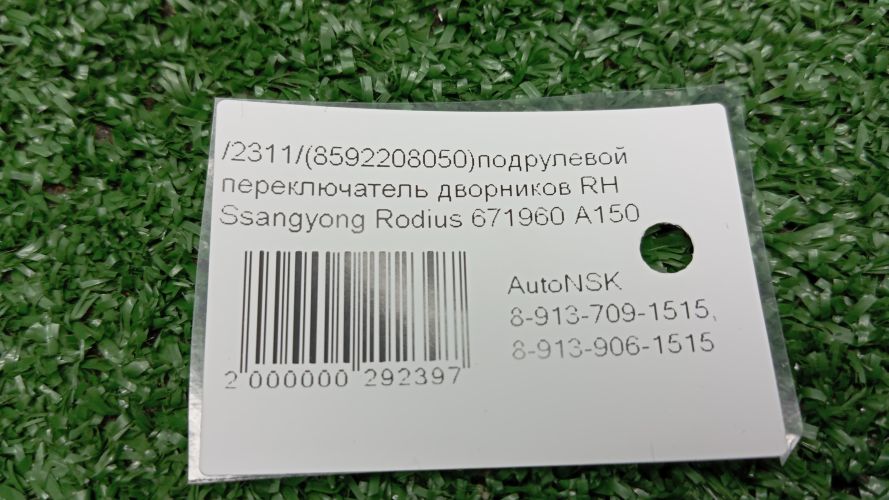 /2311/(8592208050)подрулевой
переключатель дворников RH
Ssangyong Rodius 671960 A150
AutoNSK
8-913-709-1515,
8-913-906-1515
2 000000 292397